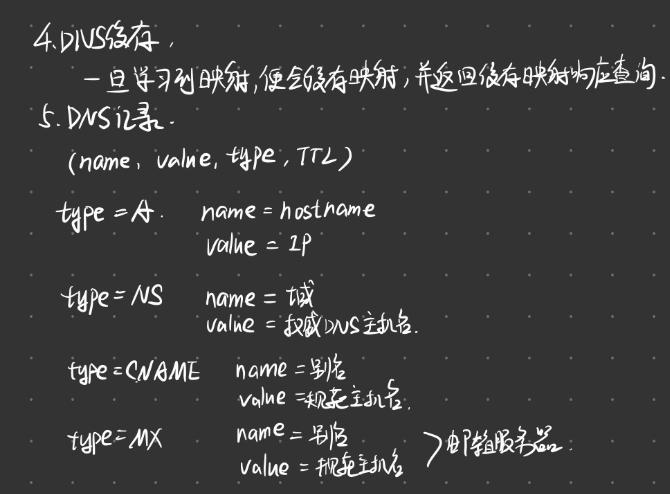 4.DNS缓存.
一旦学习到映射,便会缓存映射,并返回缓存映射响应查询.
5.DNS记录.
(name, value, type, TTL)
type=A. name=hostname
value=IP
type=NS name=域
value=权威DNS主机名.
type=CNAME name=别名
value=规范主机名.
type=MX name=别名
value=规范主机名 >邮箱服务器.